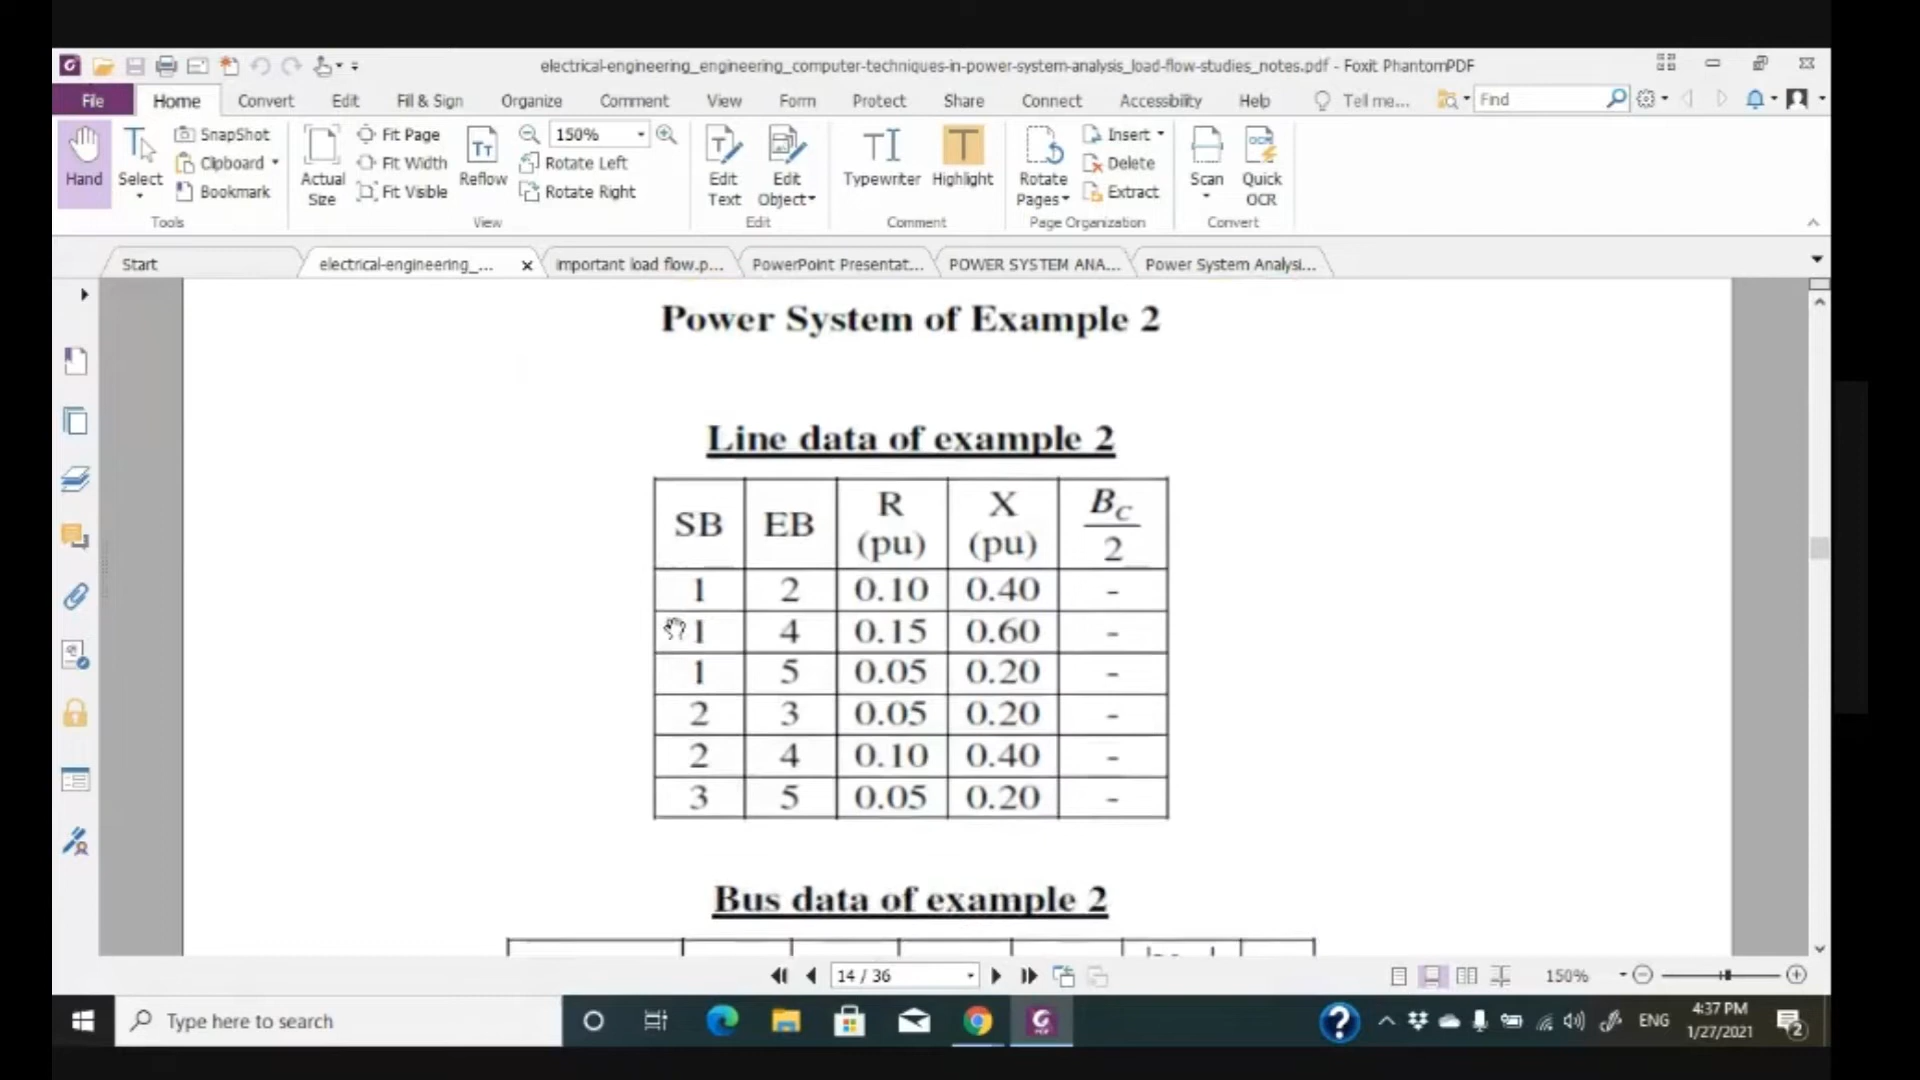 electrical-engineering_engineering_computer-techniques-in-power-system-analysis_load-flow-studies_notes.pdf - Foxit PhantomPDF
File Home Convert Edit Fill & Sign Organize Comment View Form Protect Share Connect Accessibility Help Tell me... Find
Hand Select SnapShot Clipboard Bookmark
Tools
Actual Size Fit Page Fit Width Fit Visible Reflow 150% Rotate Left Rotate Right
View
Edit Text Edit Object
Edit
Typewriter Highlight
Comment
Rotate Pages Insert Delete Extract
Page Organization
Scan Quick OCR
Convert
Start electrical-engineering_... important load flow.p... PowerPoint Presentat... POWER SYSTEM ANA... Power System Analysi...
Power System of Example 2
Line data of example 2
SB EB R (pu) X (pu) B_C/2
1 2 0.10 0.40 -
1 4 0.15 0.60 -
1 5 0.05 0.20 -
2 3 0.05 0.20 -
2 4 0.10 0.40 -
3 5 0.05 0.20 -
Bus data of example 2
14 / 36 150%
Type here to search ENG 4:37 PM
1/27/2021 2